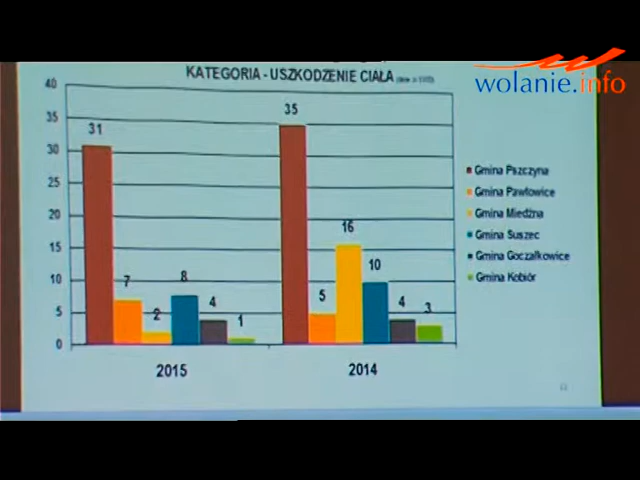 wolanie.info
KATEGORIA - USZKODZENIE CIAŁA
40
35
30
25
20
15
10
5
0
31
7
2
8
4
1
35
5
16
10
4
3
2015
2014
Gmina Pszczyna
Gmina Pawłowice
Gmina Miedźna
Gmina Suszec
Gmina Goczałkowice
Gmina Kobiór